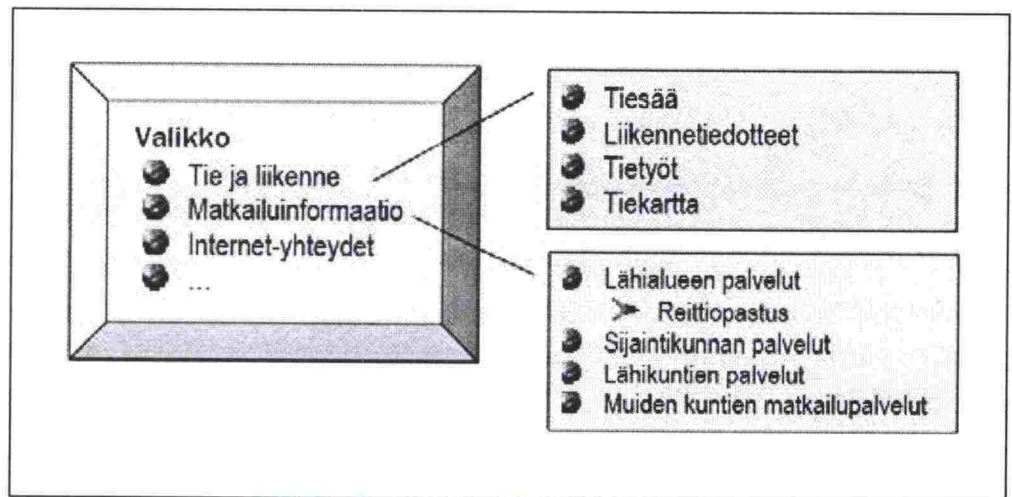 Valikko
Tie ja liikenne
Matkailuinformaatio
Internet-yhteydet
...
Tiesää
Liikennetiedotteet
Tietyöt
Tiekartta
Lähialueen palvelut
Reittiopastus
Sijaintikunnan palvelut
Lähikuntien palvelut
Muiden kuntien matkailupalvelut